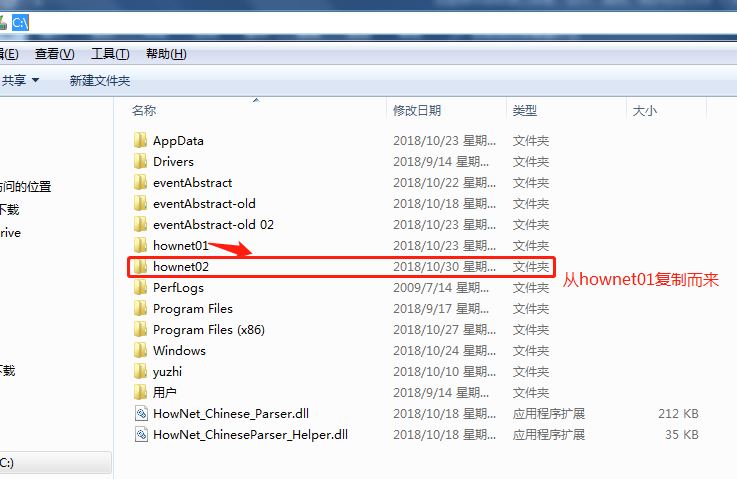 C:\
辑(E) 查看(V) 工具(T) 帮助(H)
共享 新建文件夹
名称 修改日期 类型 大小
AppData 2018/10/23 星期... 文件夹
Drivers 2018/9/14 星期... 文件夹
访问的位置 eventAbstract 2018/10/22 星期... 文件夹
下载 eventAbstract-old 2018/10/18 星期... 文件夹
rive eventAbstract-old 02 2018/10/23 星期... 文件夹
hownet01 2018/10/23 星期... 文件夹
hownet02 2018/10/30 星期... 文件夹
从hownet01复制而来
PerfLogs 2009/7/14 星期... 文件夹
Program Files 2018/9/17 星期... 文件夹
Program Files (x86) 2018/10/27 星期... 文件夹
Windows 2018/10/24 星期... 文件夹
下载 yuzhi 2018/10/10 星期... 文件夹
用户 2018/9/14 星期... 文件夹
HowNet_Chinese_Parser.dll 2018/10/18 星期... 应用程序扩展 212 KB
HowNet_ChineseParser_Helper.dll 2018/10/18 星期... 应用程序扩展 35 KB
C:)